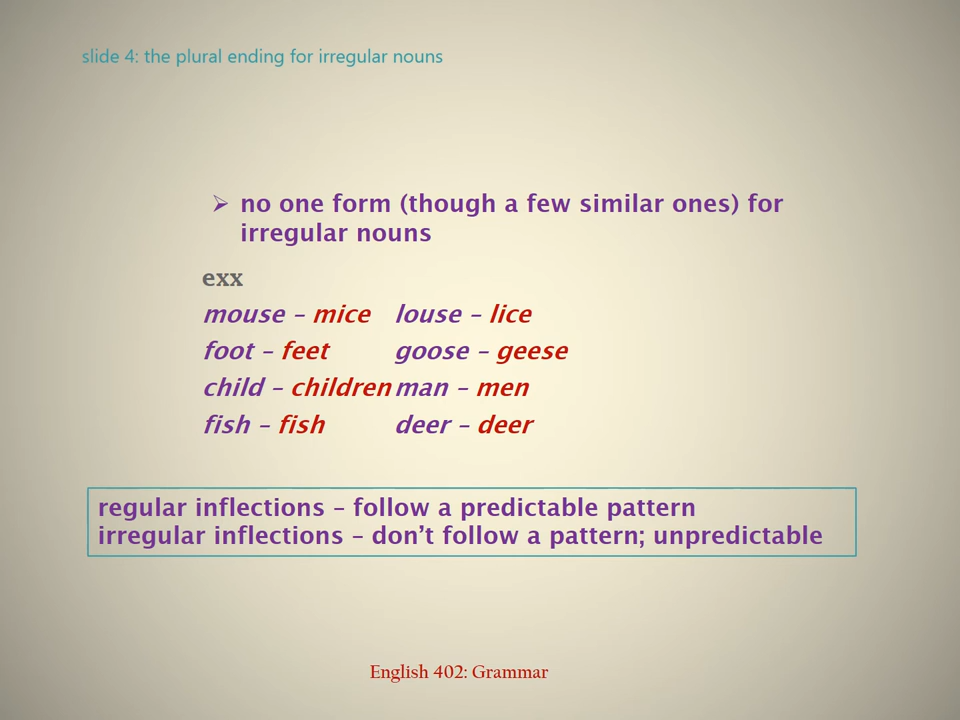 slide 4: the plural ending for irregular nouns
➢ no one form (though a few similar ones) for
irregular nouns
exx
mouse – mice louse – lice
foot – feet goose – geese
child – children man – men
fish – fish deer – deer
regular inflections – follow a predictable pattern
irregular inflections – don’t follow a pattern; unpredictable
English 402: Grammar